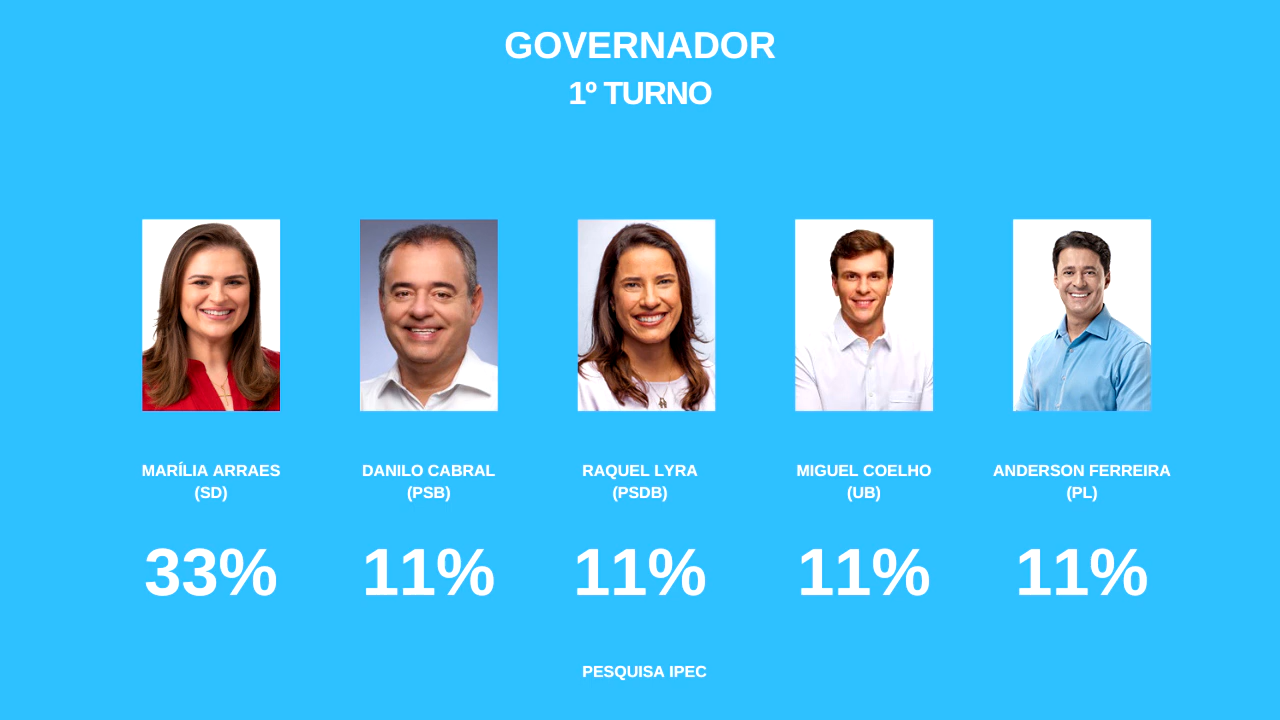 GOVERNADOR
1º TURNO
MARÍLIA ARRAES
(SD)
33%
DANILO CABRAL
(PSB)
11%
RAQUEL LYRA
(PSDB)
11%
MIGUEL COELHO
(UB)
11%
ANDERSON FERREIRA
(PL)
11%
PESQUISA IPEC